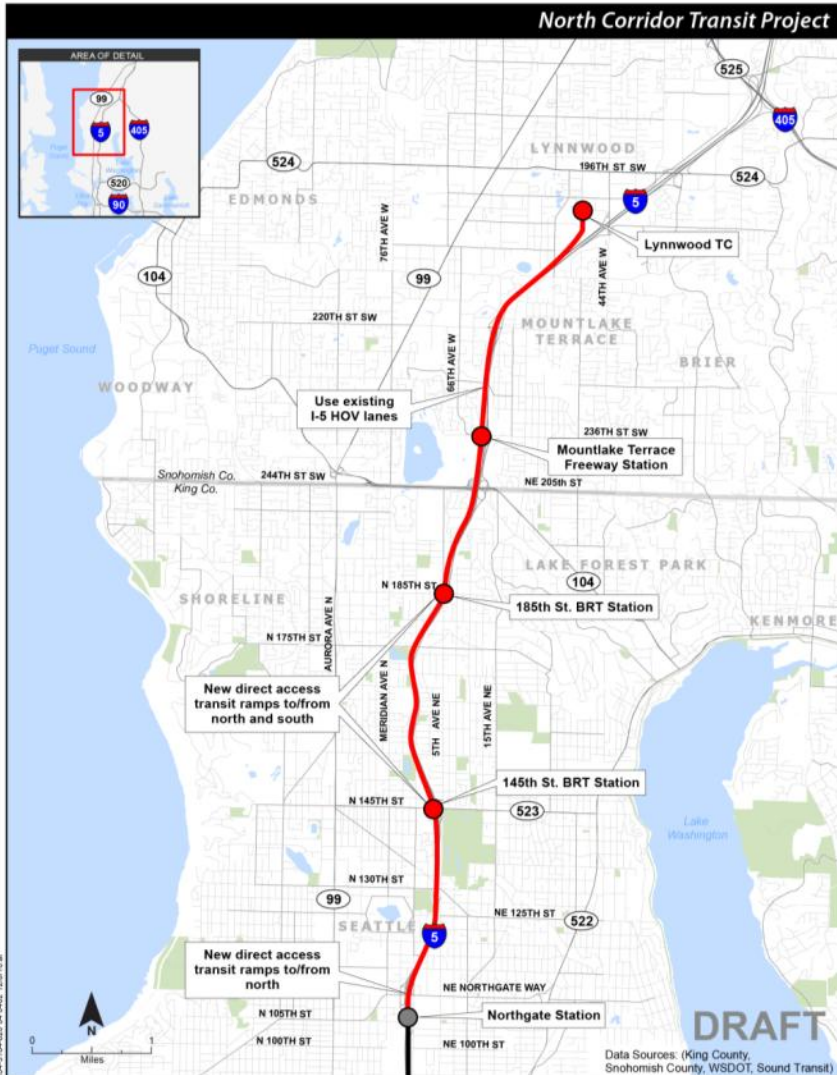 North Corridor Transit Project
AREA OF DETAIL
99
5
405
Puget
Sound
Lake
Washington
520
90
525
405
LYNNWOOD
524
196TH ST SW
524
5
EDMONDS
76TH AVE W
Lynnwood TC
44TH AVE W
104
99
220TH ST SW
MOUNTLAKE
TERRACE
Puget Sound
66TH AVE W
BRIER
WOODWAY
Use existing
I-5 HOV lanes
236TH ST SW
Mountlake Terrace
Freeway Station
Snohomish Co.
King Co.
244TH ST SW
NE 205th ST
LAKE FOREST PARK
N 185TH ST
104
SHORELINE
185th St. BRT Station
KENMORE
AURORA AVE N
N 175TH ST
New direct access
transit ramps to/from
north and south
MERIDIAN AVE N
5TH AVE NE
15TH AVE NE
145th St. BRT Station
N 145TH ST
523
Lake
Washington
N 130TH ST
99
NE 125TH ST
522
SEATTLE
5
New direct access
transit ramps to/from
north
NE NORTHGATE WAY
N
N 105TH ST
Northgate Station
DRAFT
0 1
Miles
N 100TH ST
NE 100TH ST
Data Sources: (King County,
Snohomish County, WSDOT, Sound Transit)